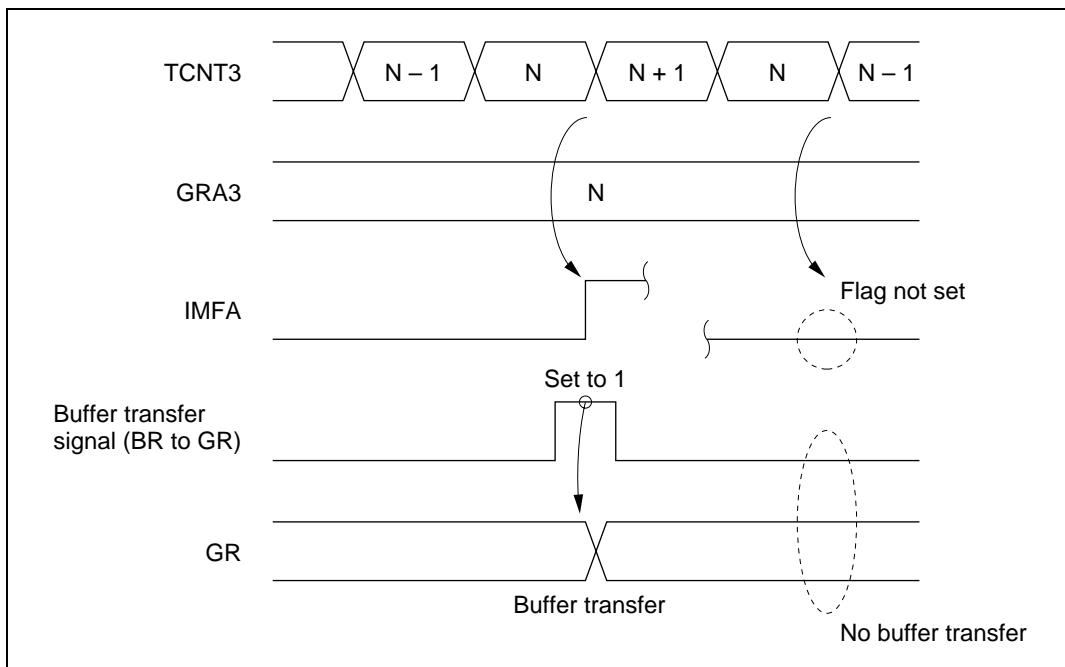 TCNT3
N – 1
N
N + 1
N
N – 1
GRA3
N
IMFA
Flag not set
Set to 1
Buffer transfer
signal (BR to GR)
GR
Buffer transfer
No buffer transfer